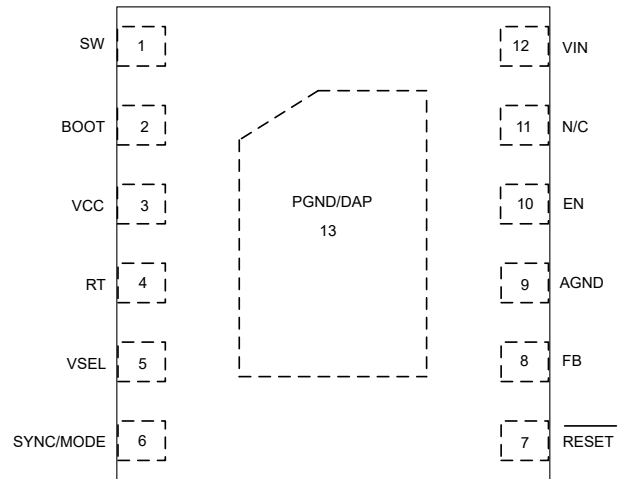 SW 1 12 VIN
BOOT 2 11 N/C
VCC 3 PGND/DAP 10 EN
13
RT 4 9 AGND
VSEL 5 8 FB
SYNC/MODE 6 7 RESET